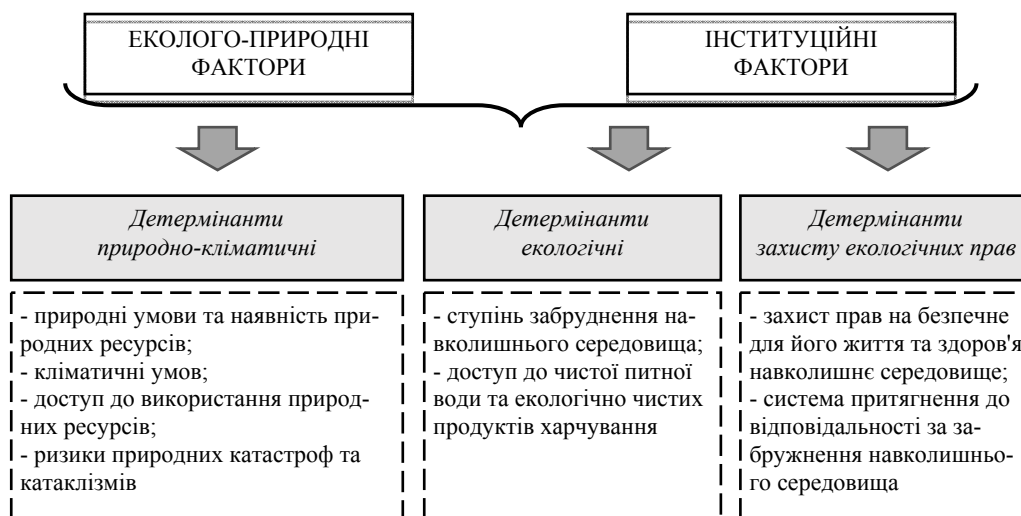 ЕКОЛОГО-ПРИРОДНІ
ФАКТОРИ
ІНСТИТУЦІЙНІ
ФАКТОРИ
Детермінанти
природно-кліматичні
- природні умови та наявність при-
родних ресурсів;
- кліматичні умов;
- доступ до використання природ-
них ресурсів;
- ризики природних катастроф та
катаклізмів
Детермінанти
екологічні
- ступінь забруднення на-
вколишнього середовища;
- доступ до чистої питної
води та екологічно чистих
продуктів харчування
Детермінанти
захисту екологічних прав
- захист прав на безпечне
для його життя та здоров'я
навколишнє середовище;
- система притягнення до
відповідальності за за-
бружнення навколишньо-
го середовища